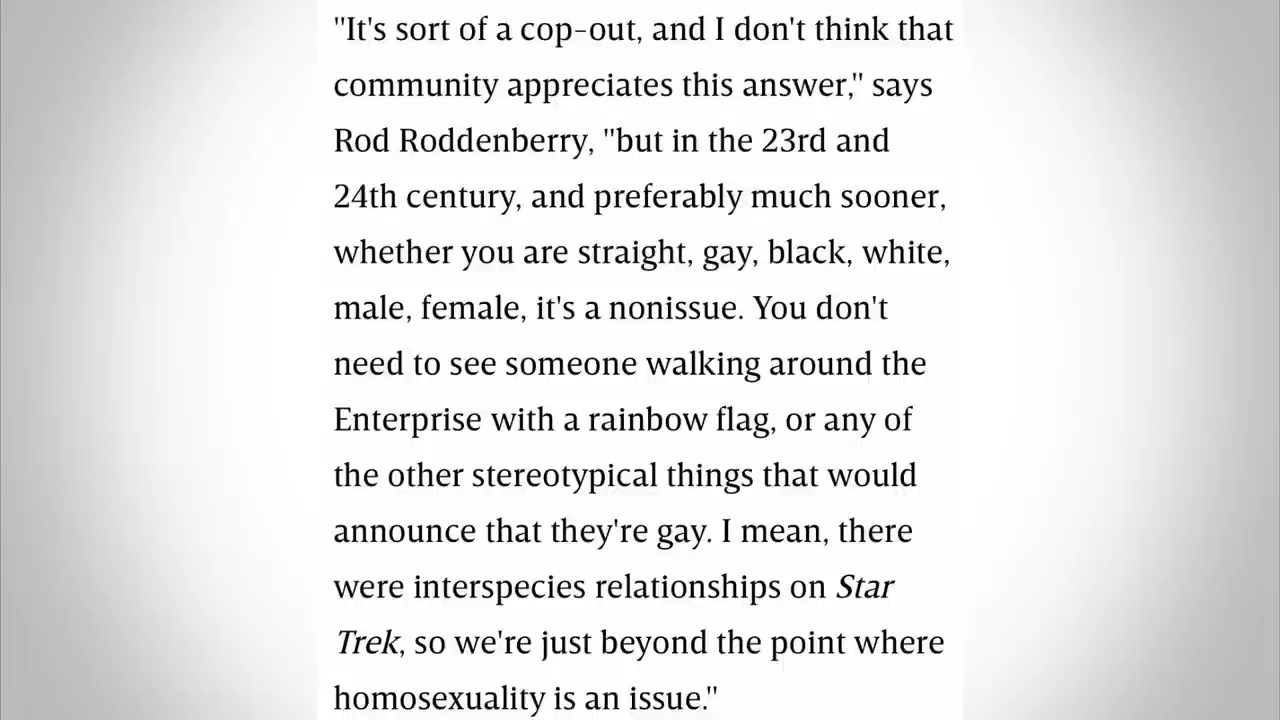 "It's sort of a cop-out, and I don't think that
community appreciates this answer," says
Rod Roddenberry, "but in the 23rd and
24th century, and preferably much sooner,
whether you are straight, gay, black, white,
male, female, it's a nonissue. You don't
need to see someone walking around the
Enterprise with a rainbow flag, or any of
the other stereotypical things that would
announce that they're gay. I mean, there
were interspecies relationships on Star
Trek, so we're just beyond the point where
homosexuality is an issue."